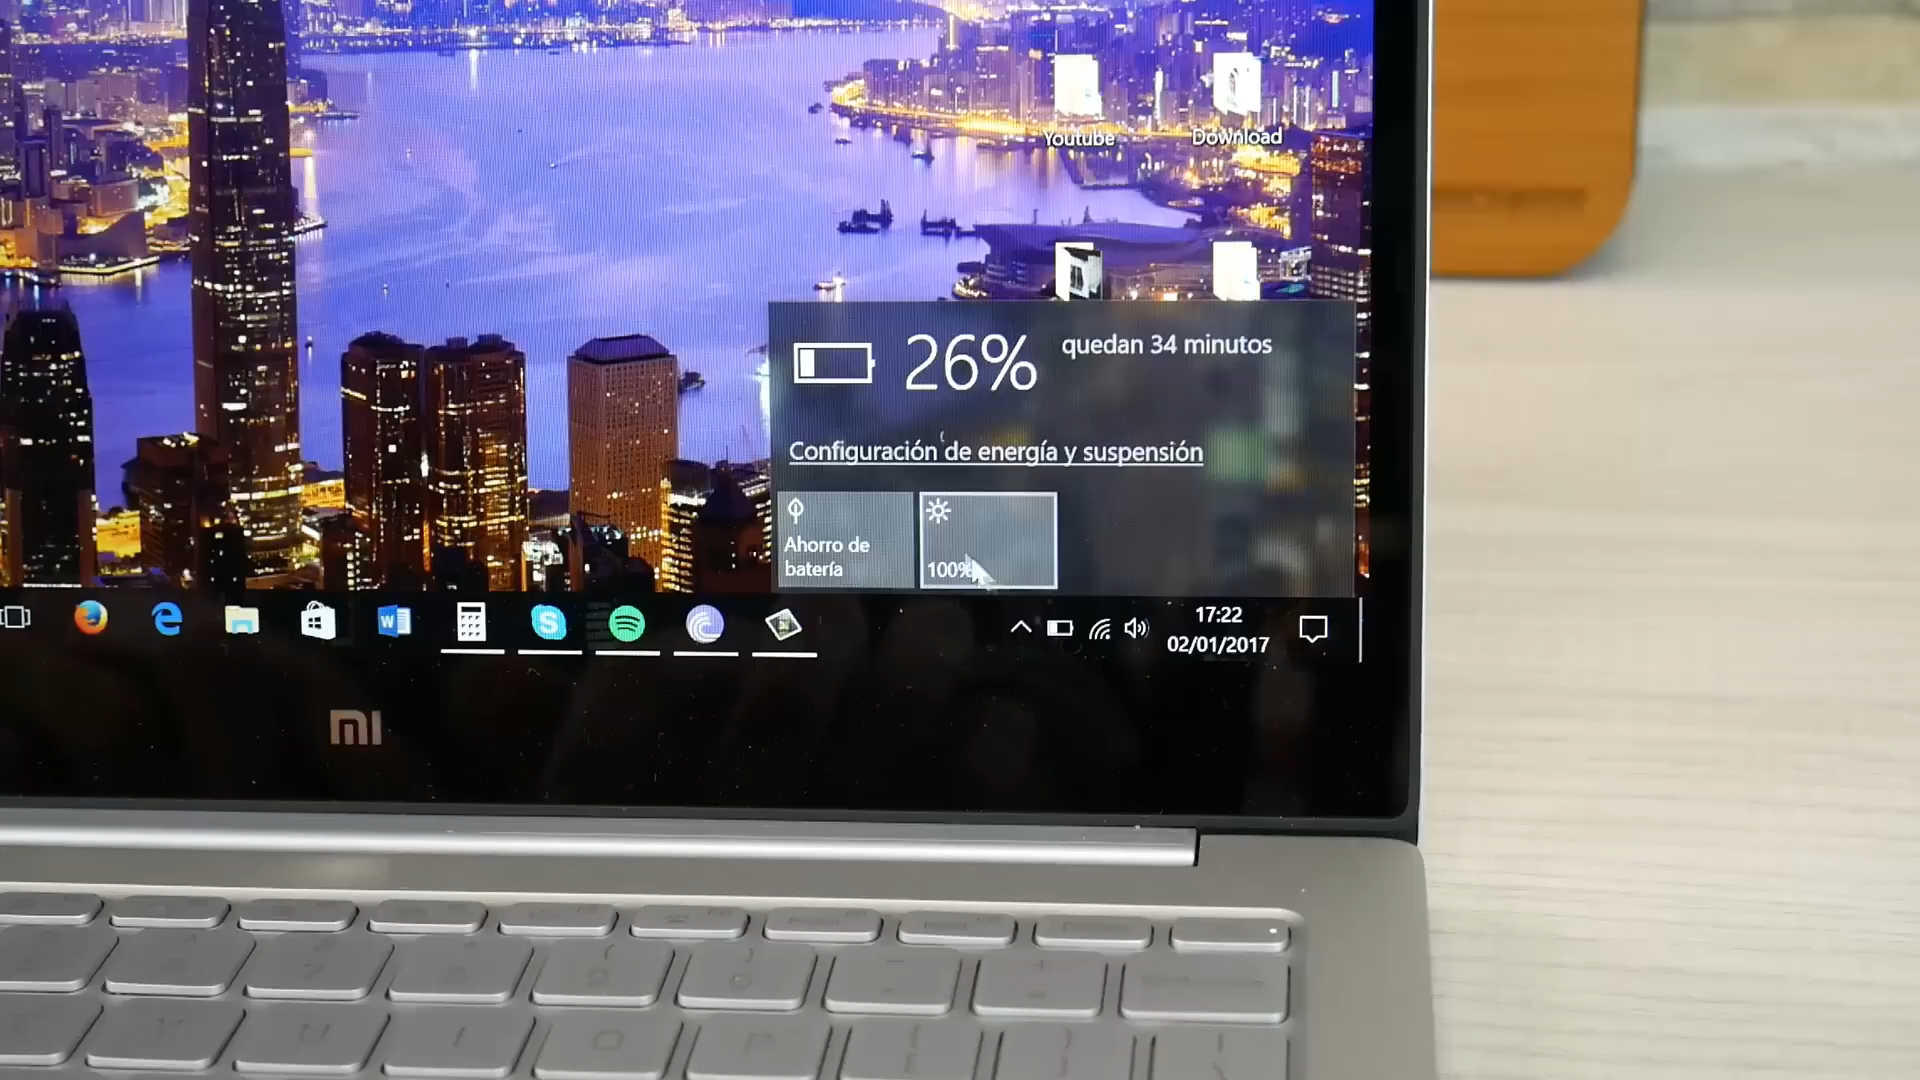 Youtube
Download
26%
quedan 34 minutos
Configuración de energía y suspensión
Ahorro de
batería
100%
17:22
02/01/2017
mi